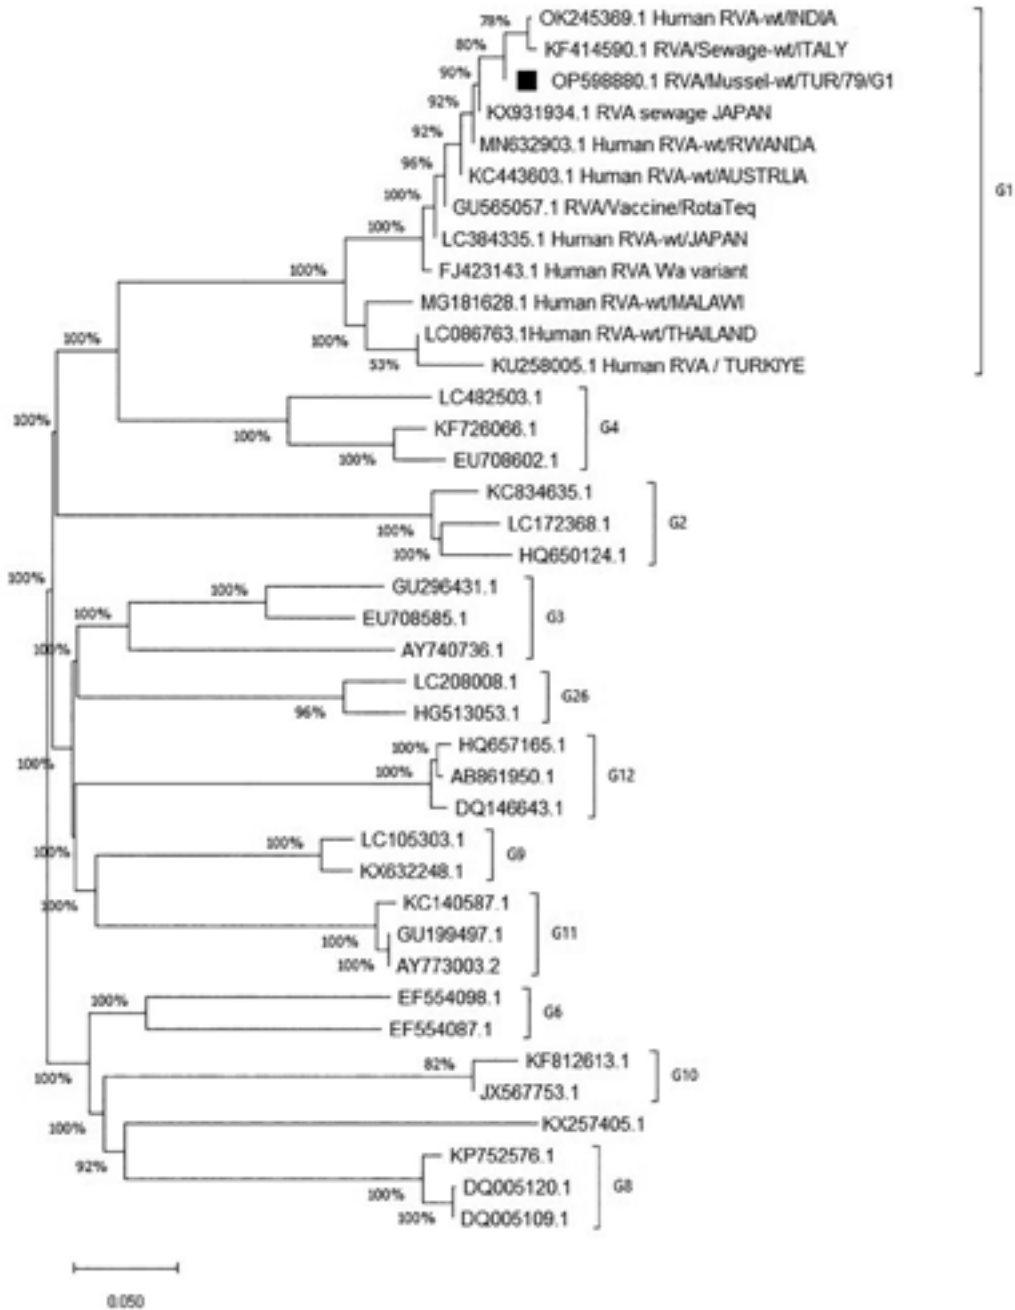 78%
OK245369.1 Human RVA-wt/INDIA
80%
KF414590.1 RVA/Sewage-wt/ITALY
90%
OP598880.1 RVA/Mussel-wt/TUR/79/G1
92%
KX931934.1 RVA sewage JAPAN
92%
MN632903.1 Human RVA-wt/RWANDA
96%
KC443603.1 Human RVA-wt/AUSTRLIA
G1
100%
GU565057.1 RVA/Vaccine/RotaTeq
100%
LC384335.1 Human RVA-wt/JAPAN
100%
FJ423143.1 Human RVA Wa variant
MG181628.1 Human RVA-wt/MALAWI
100%
LC086763.1Human RVA-wt/THAILAND
100%
53%
KU258005.1 Human RVA / TURKIYE
LC482503.1
100%
100%
KF726066.1
G4
100%
EU708602.1
KC834635.1
100%
LC172368.1
G2
100%
HQ650124.1
100%
100%
GU296431.1
100%
EU708585.1
G3
100%
AY740736.1
LC208008.1
G26
96%
HG513053.1
100%
HQ657165.1
100%
100%
AB861950.1
G12
DQ146643.1
100%
LC105303.1
100%
G9
KX632248.1
100%
KC140587.1
100%
GU199497.1
G11
100%
AY773003.2
100%
EF554098.1
G6
EF554087.1
82%
KF812613.1
100%
G10
JX567753.1
100%
KX257405.1
92%
KP752576.1
100%
DQ005120.1
G8
100%
DQ005109.1
0.050